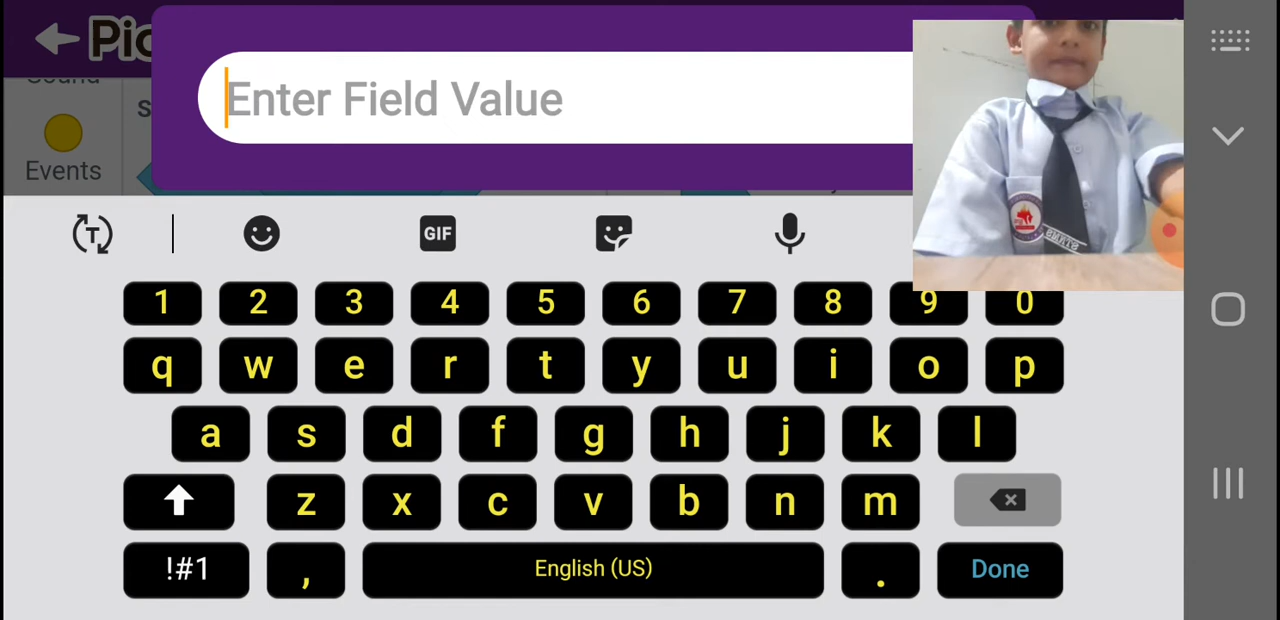 Pic
Sound
S
Events
Enter Field Value
GIF
1 2 3 4 5 6 7 8 9 0
q w e r t y u i o p
a s d f g h j k l
z x c v b n m
!#1 , English (US) . Done